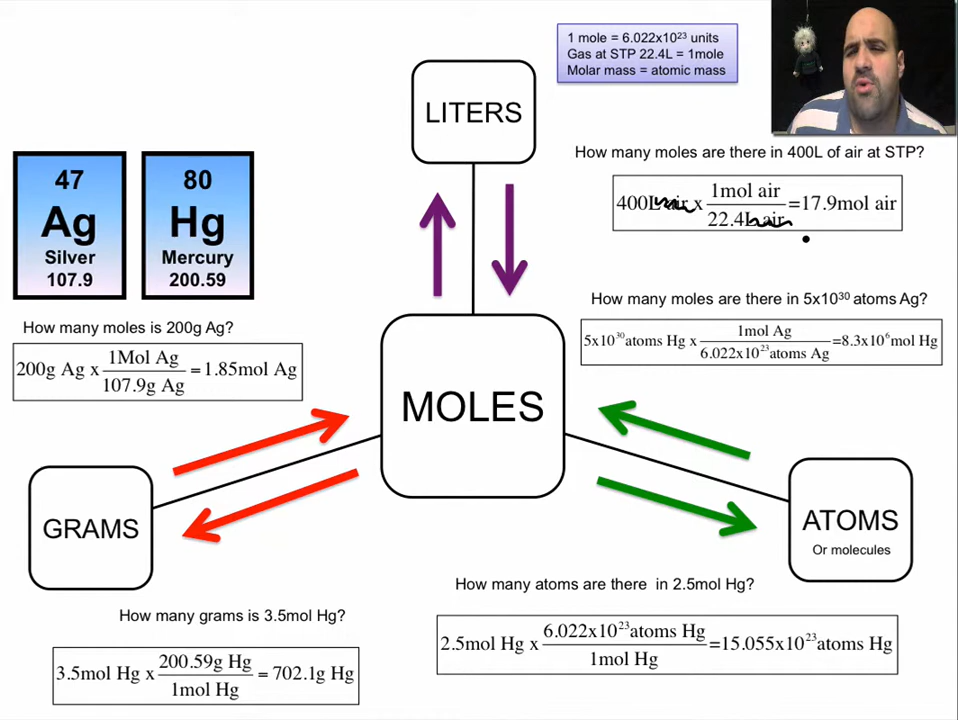 1 mole = 6.022x10²³ units
Gas at STP 22.4L = 1mole
Molar mass = atomic mass
LITERS
How many moles are there in 400L of air at STP?
400L air x 1mol air / 22.4L air =17.9mol air
47
Ag
Silver
107.9
80
Hg
Mercury
200.59
How many moles is 200g Ag?
200g Ag x 1Mol Ag / 107.9g Ag =1.85mol Ag
How many moles are there in 5x10³⁰ atoms Ag?
5x10³⁰atoms Hg x 1mol Ag / 6.022x10²³atoms Ag =8.3x10⁶mol Hg
MOLES
GRAMS
ATOMS
Or molecules
How many atoms are there in 2.5mol Hg?
2.5mol Hg x 6.022x10²³atoms Hg / 1mol Hg =15.055x10²³atoms Hg
How many grams is 3.5mol Hg?
3.5mol Hg x 200.59g Hg / 1mol Hg = 702.1g Hg